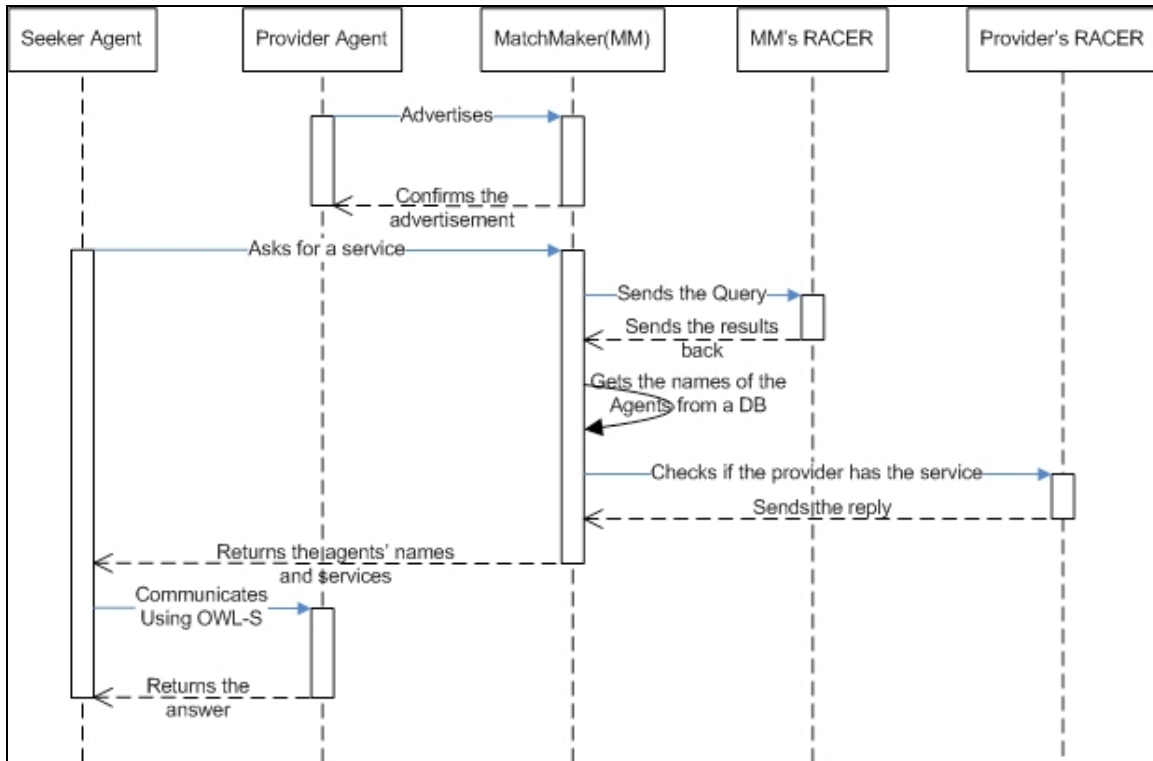 Seeker Agent
Provider Agent
MatchMaker(MM)
MM's RACER
Provider's RACER
Advertises
Confirms the
advertisement
Asks for a service
Sends the Query
Sends the results
back
Gets the names of the
Agents from a DB
Checks if the provider has the service
Sends the reply
Returns the agents' names
and services
Communicates
Using OWL-S
Returns the
answer